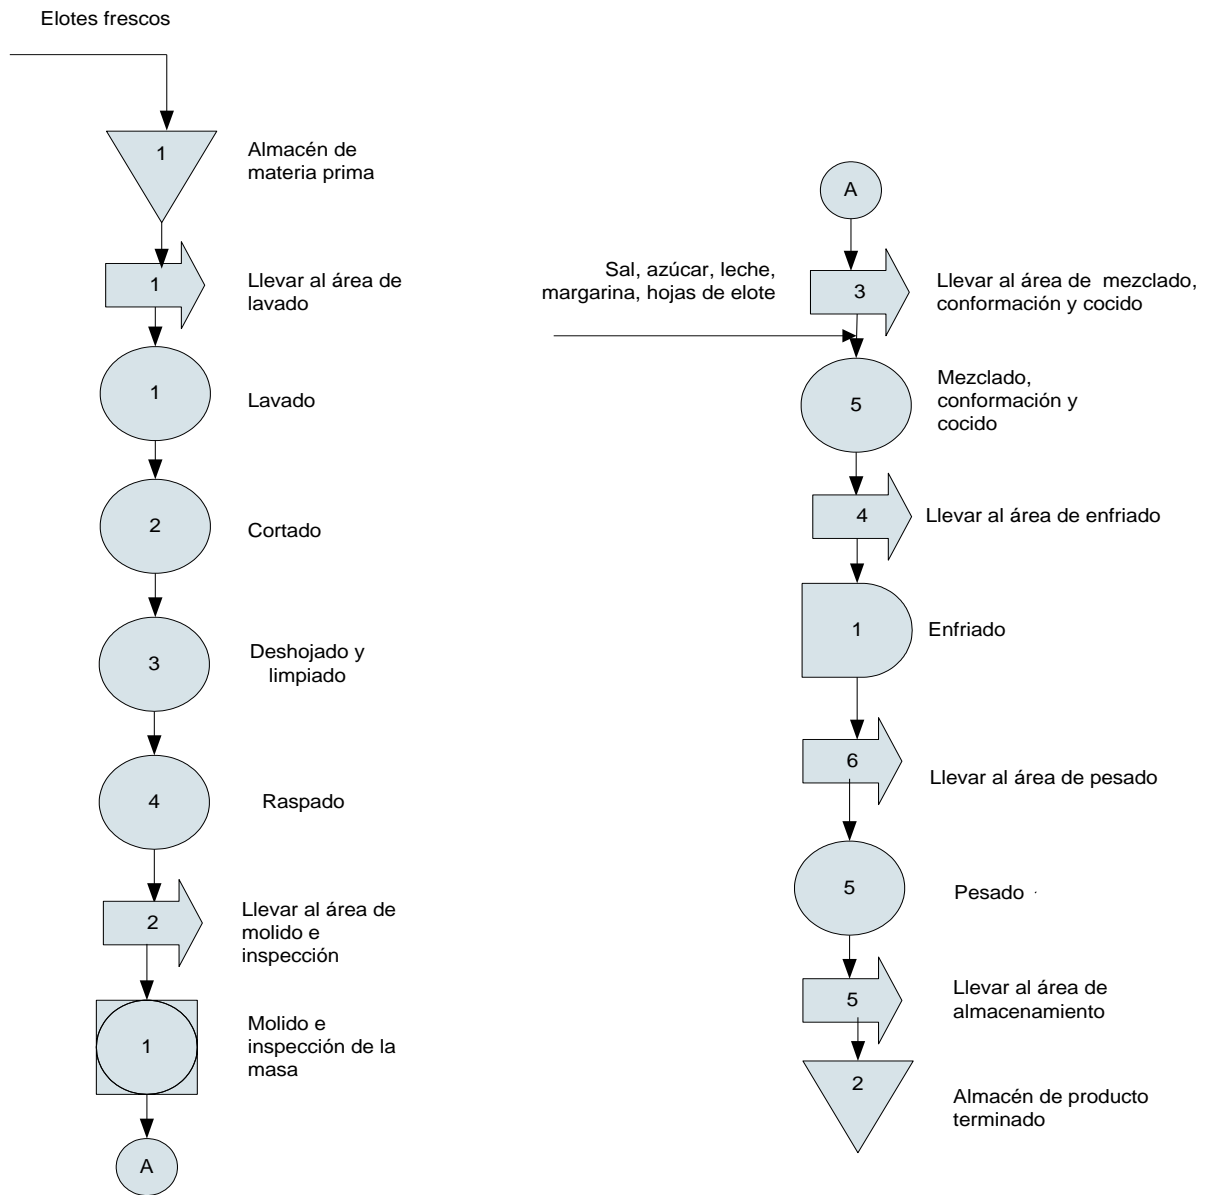 Elotes frescos
1
Almacén de
materia prima
1
Llevar al área de
lavado
1
Lavado
2
Cortado
3
Deshojado y
limpiado
4
Raspado
2
Llevar al área de
molido e
inspección
1
Molido e
inspección de la
masa
A
A
Sal, azúcar, leche,
margarina, hojas de elote
3
Llevar al área de mezclado,
conformación y cocido
5
Mezclado,
conformación y
cocido
4
Llevar al área de enfriado
1
Enfriado
6
Llevar al área de pesado
5
Pesado
5
Llevar al área de
almacenamiento
2
Almacén de producto
terminado